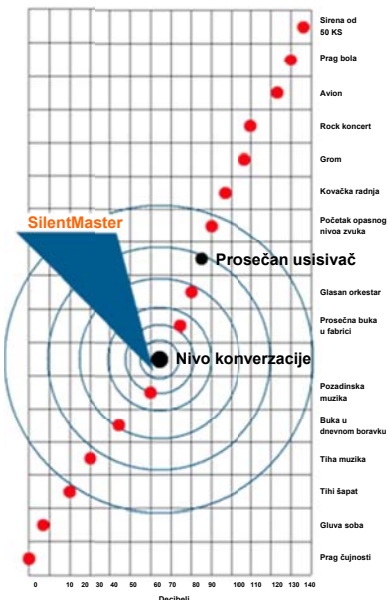 Sirena od
50 KS
Prag bola
Avion
Rock koncert
Grom
Kovačka radnja
SilentMaster
Početak opasnog
nivoa zvuka
Prosečan usisivač
Glasan orkestar
Prosečna buka
u fabrici
Nivo konverzacije
Pozadinska
muzika
Buka u
dnevnom boravku
Tiha muzika
Tihi šapat
Gluva soba
Prag čujnosti
0 10 20 30 40 50 60 70 80 90 100 110 120 130 140
Decibeli